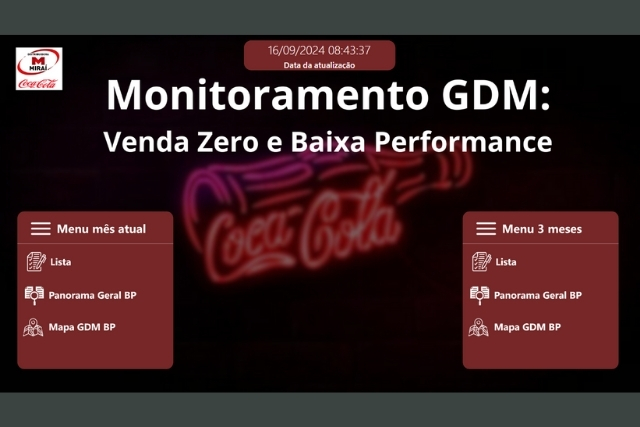 16/09/2024 08:43:37
Data da atualização
M
MIRAÍ
Coca-Cola
Monitoramento GDM:
Venda Zero e Baixa Performance
Coca-Cola
Menu mês atual
Lista
Panorama Geral BP
Mapa GDM BP
Menu 3 meses
Lista
Panorama Geral BP
Mapa GDM BP